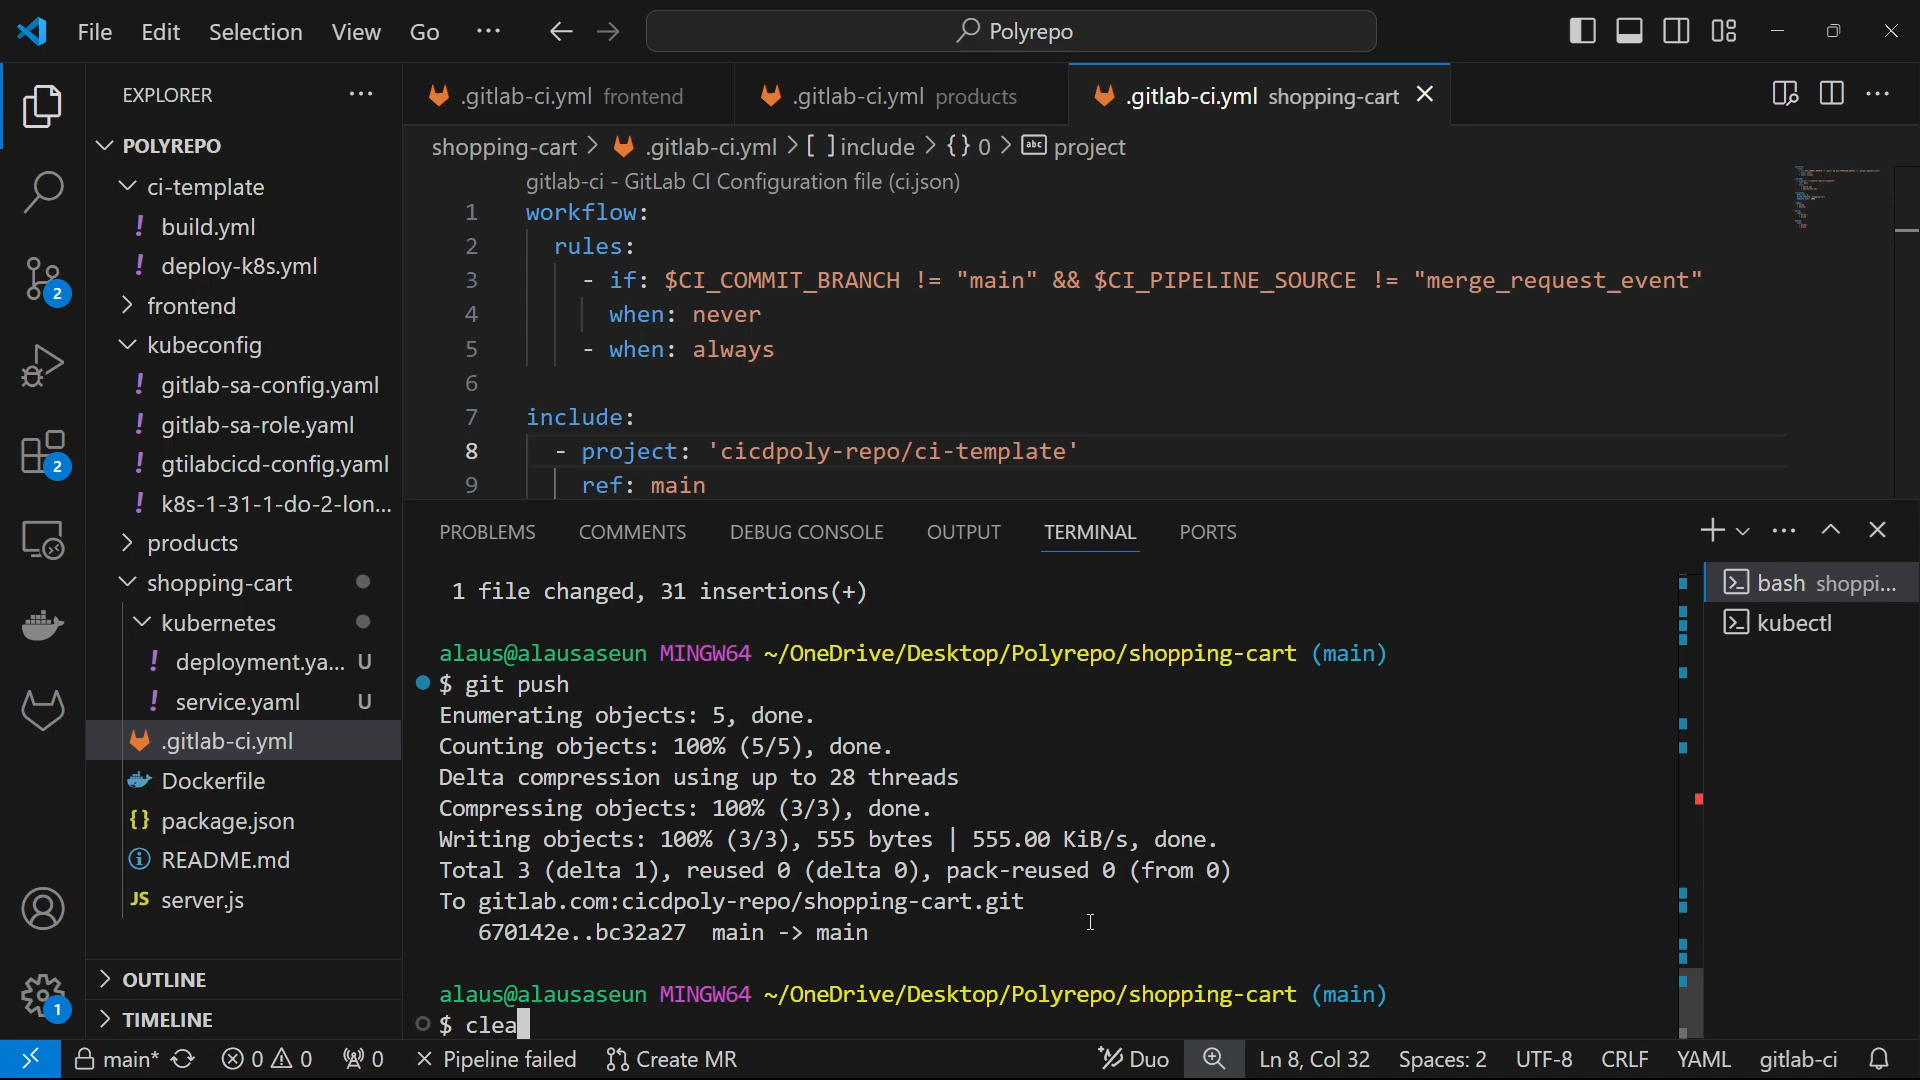 File Edit Selection View Go ··· Polyrepo
EXPLORER
POLYREPO
ci-template
! build.yml
! deploy-k8s.yml
frontend
kubeconfig
! gitlab-sa-config.yaml
! gitlab-sa-role.yaml
! gtilabcicd-config.yaml
! k8s-1-31-1-do-2-lon...
products
shopping-cart
kubernetes
! deployment.ya... U
! service.yaml U
.gitlab-ci.yml
Dockerfile
{} package.json
README.md
JS server.js
OUTLINE
TIMELINE
2
2
1
.gitlab-ci.yml frontend
.gitlab-ci.yml products
.gitlab-ci.yml shopping-cart
shopping-cart > .gitlab-ci.yml > [ ] include > {} 0 > abc project
gitlab-ci - GitLab CI Configuration file (ci.json)
1 workflow:
2 rules:
3 - if: $CI_COMMIT_BRANCH != "main" && $CI_PIPELINE_SOURCE != "merge_request_event"
4 when: never
5 - when: always
6
7 include:
8 - project: 'cicdpoly-repo/ci-template'
9 ref: main
PROBLEMS COMMENTS DEBUG CONSOLE OUTPUT TERMINAL PORTS
1 file changed, 31 insertions(+)
alaus@alausaseun MINGW64 ~/OneDrive/Desktop/Polyrepo/shopping-cart (main)
$ git push
Enumerating objects: 5, done.
Counting objects: 100% (5/5), done.
Delta compression using up to 28 threads
Compressing objects: 100% (3/3), done.
Writing objects: 100% (3/3), 555 bytes | 555.00 KiB/s, done.
Total 3 (delta 1), reused 0 (delta 0), pack-reused 0 (from 0)
To gitlab.com:cicdpoly-repo/shopping-cart.git
670142e..bc32a27 main -> main
alaus@alausaseun MINGW64 ~/OneDrive/Desktop/Polyrepo/shopping-cart (main)
$ clea
bash shoppi...
kubectl
main* 0 0 0 Pipeline failed Create MR Duo Ln 8, Col 32 Spaces: 2 UTF-8 CRLF YAML gitlab-ci